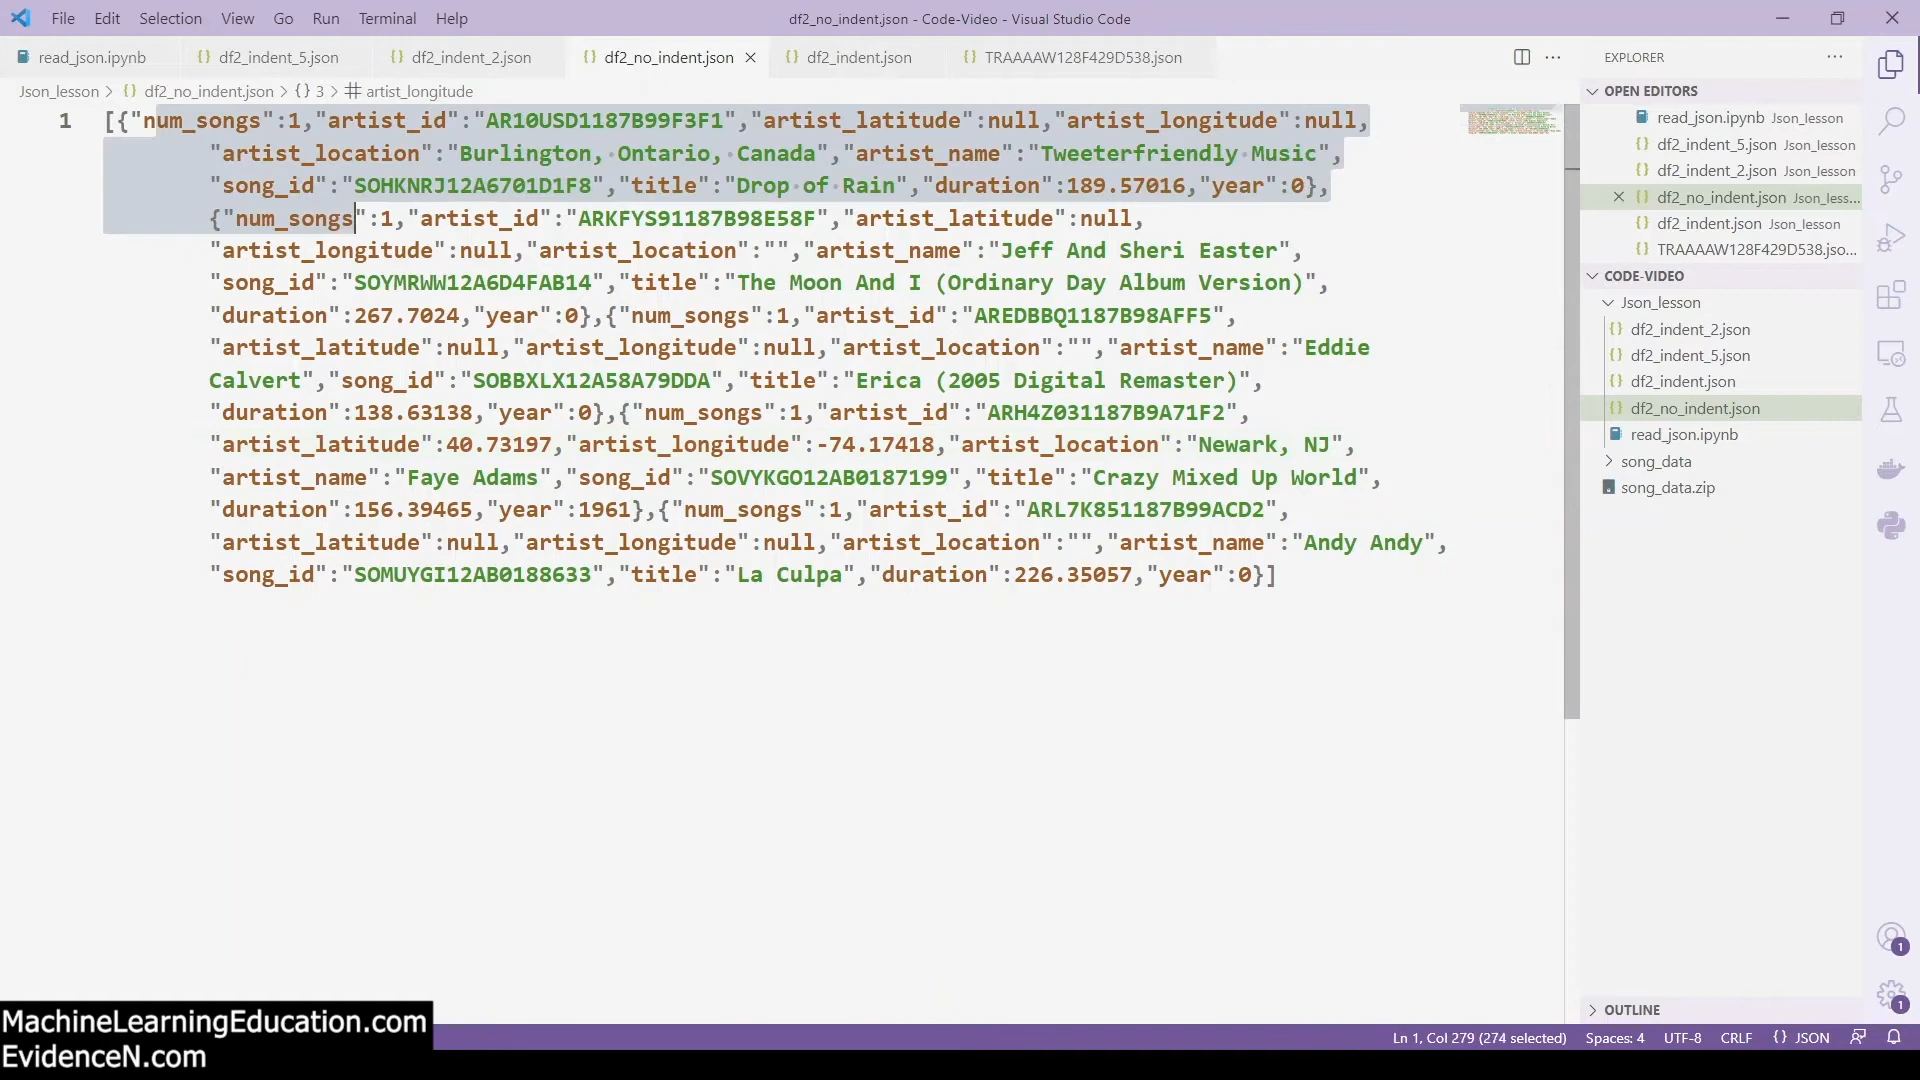 File Edit Selection View Go Run Terminal Help
df2_no_indent.json - Code-Video - Visual Studio Code
read_json.ipynb
df2_indent_5.json
df2_indent_2.json
df2_no_indent.json
df2_indent.json
TRAAAAW128F429D538.json
Json_lesson > {} df2_no_indent.json > {} 3 > # artist_longitude
1 [{"num_songs":1,"artist_id":"AR10USD1187B99F3F1","artist_latitude":null,"artist_longitude":null,
"artist_location":"Burlington, Ontario, Canada","artist_name":"Tweeterfriendly Music",
"song_id":"SOHKNRJ12A6701D1F8","title":"Drop of Rain","duration":189.57016,"year":0},
{"num_songs":1,"artist_id":"ARKFYS91187B98E58F","artist_latitude":null,
"artist_longitude":null,"artist_location":"","artist_name":"Jeff And Sheri Easter",
"song_id":"SOYMRWW12A6D4FAB14","title":"The Moon And I (Ordinary Day Album Version)",
"duration":267.7024,"year":0},{"num_songs":1,"artist_id":"AREDBBQ1187B98AFF5",
"artist_latitude":null,"artist_longitude":null,"artist_location":"","artist_name":"Eddie
Calvert","song_id":"SOBBXLX12A58A79DDA","title":"Erica (2005 Digital Remaster)",
"duration":138.63138,"year":0},{"num_songs":1,"artist_id":"ARH4Z031187B9A71F2",
"artist_latitude":40.73197,"artist_longitude":-74.17418,"artist_location":"Newark, NJ",
"artist_name":"Faye Adams","song_id":"SOVYKGO12AB0187199","title":"Crazy Mixed Up World",
"duration":156.39465,"year":1961},{"num_songs":1,"artist_id":"ARL7K851187B99ACD2",
"artist_latitude":null,"artist_longitude":null,"artist_location":"","artist_name":"Andy Andy",
"song_id":"SOMUYGI12AB0188633","title":"La Culpa","duration":226.35057,"year":0}]
EXPLORER
OPEN EDITORS
read_json.ipynb Json_lesson
df2_indent_5.json Json_lesson
df2_indent_2.json Json_lesson
df2_no_indent.json Json_less...
df2_indent.json Json_lesson
TRAAAAW128F429D538.jso...
CODE-VIDEO
Json_lesson
df2_indent_2.json
df2_indent_5.json
df2_indent.json
df2_no_indent.json
read_json.ipynb
song_data
song_data.zip
1
1
OUTLINE
MachineLearningEducation.com
EvidenceN.com
Ln 1, Col 279 (274 selected) Spaces: 4 UTF-8 CRLF {} JSON